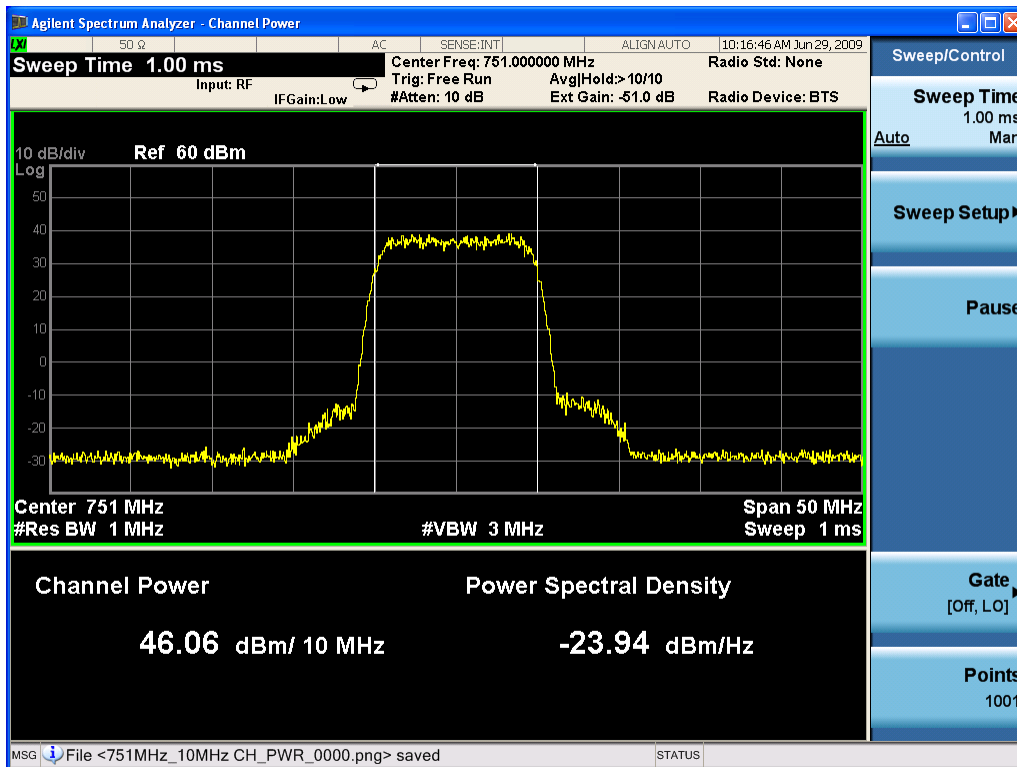 Agilent Spectrum Analyzer - Channel Power
LXI 50 Ω AC SENSE:INT ALIGN AUTO 10:16:46 AM Jun 29, 2009
Sweep Time 1.00 ms
Input: RF
IFGain:Low
Center Freq: 751.000000 MHz
Trig: Free Run Avg|Hold:>10/10
#Atten: 10 dB Ext Gain: -51.0 dB
Radio Std: None
Radio Device: BTS
10 dB/div Ref 60 dBm
Log
50
40
30
20
10
0
-10
-20
-30
Center 751 MHz Span 50 MHz
#Res BW 1 MHz #VBW 3 MHz Sweep 1 ms
Channel Power Power Spectral Density
46.06 dBm/ 10 MHz -23.94 dBm/Hz
Sweep/Control
Sweep Time
1.00 ms
Auto Man
Sweep Setup
Pause
Gate
[Off, LO]
Points
1001
MSG File <751MHz_10MHz CH_PWR_0000.png> saved STATUS